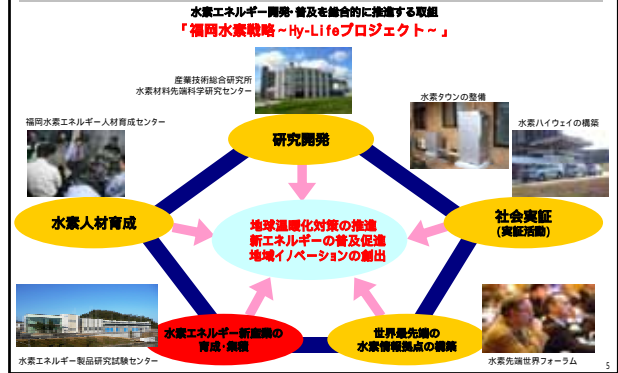 水素エネルギー開発・普及を総合的に推進する取組
「福岡水素戦略～Hy-Lifeプロジェクト～」
産業技術総合研究所
水素材料先端科学研究センター
水素タウンの整備
福岡水素エネルギー人材育成センター
水素ハイウェイの構築
研究開発
水素人材育成
社会実証
(実証活動)
地球温暖化対策の推進
新エネルギーの普及促進
地域イノベーションの創出
水素エネルギー新産業の
育成・集積
世界最先端の
水素情報拠点の構築
水素エネルギー製品研究試験センター
水素先端世界フォーラム
5